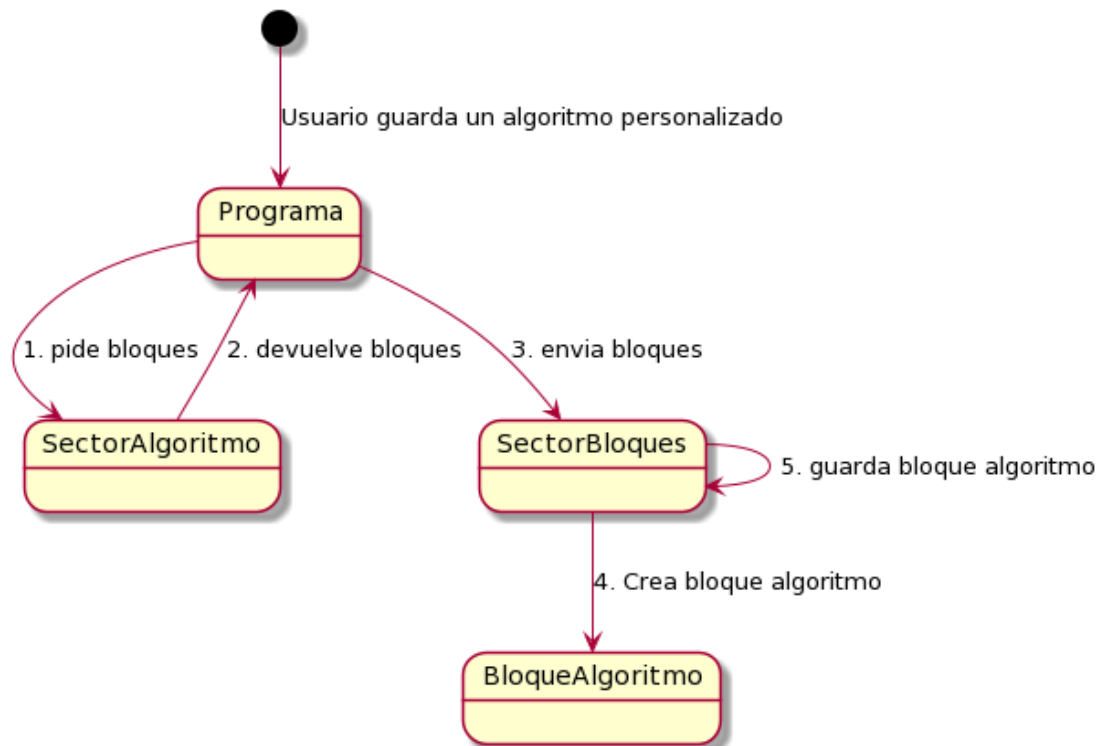 Usuario guarda un algoritmo personalizado
Programa
1. pide bloques
2. devuelve bloques
3. envia bloques
SectorAlgoritmo
SectorBloques
5. guarda bloque algoritmo
4. Crea bloque algoritmo
BloqueAlgoritmo